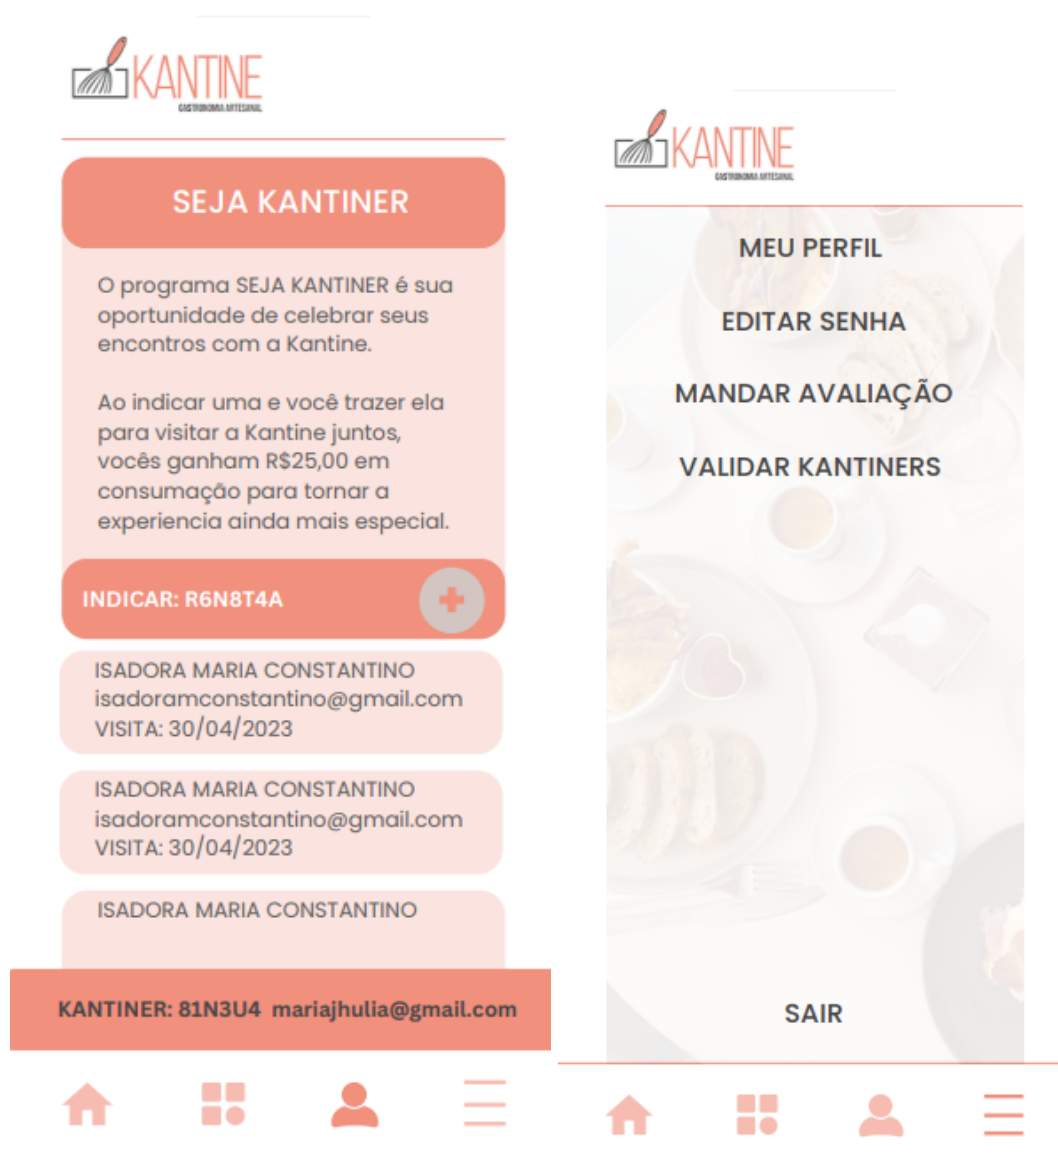 KANTINE
GASTRONOMIA ARTESANAL
SEJA KANTINER
O programa SEJA KANTINER é sua
oportunidade de celebrar seus
encontros com a Kantine.
Ao indicar uma e você trazer ela
para visitar a Kantine juntos,
vocês ganham R$25,00 em
consumação para tornar a
experiencia ainda mais especial.
INDICAR: R6N8T4A
ISADORA MARIA CONSTANTINO
isadoramconstantino@gmail.com
VISITA: 30/04/2023
ISADORA MARIA CONSTANTINO
isadoramconstantino@gmail.com
VISITA: 30/04/2023
ISADORA MARIA CONSTANTINO
KANTINER: 81N3U4 mariajhulia@gmail.com
KANTINE
GASTRONOMIA ARTESANAL
MEU PERFIL
EDITAR SENHA
MANDAR AVALIAÇÃO
VALIDAR KANTINERS
SAIR